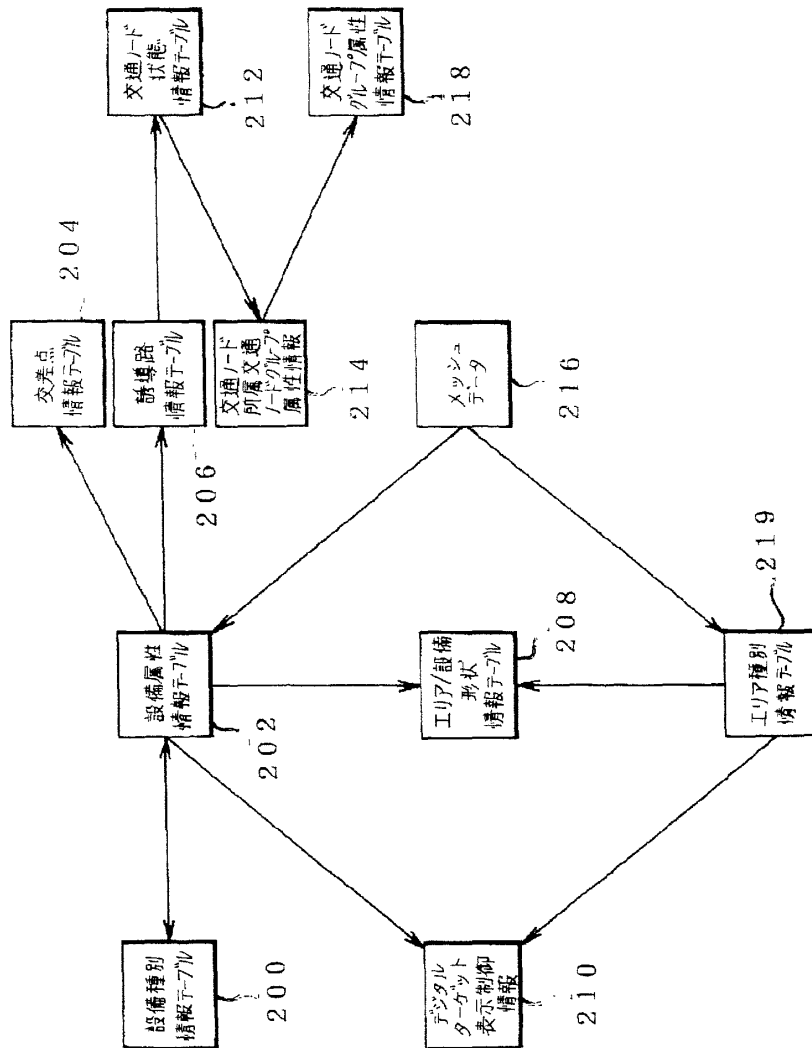 設備種別
情報テーブル
200
設備属性
情報テーブル
202
交差点
情報テーブル
204
誘導路
情報テーブル
206
交通ノード
状態
情報テーブル
212
交通ノード
所属交通
ノードグループ
属性情報
214
交通ノード
グループ属性
情報テーブル
218
デジタル
ターゲット
表示制御
情報
210
エリア/設備
形状
情報テーブル
208
メッシュ
データ
216
エリア種別
情報テーブル
219